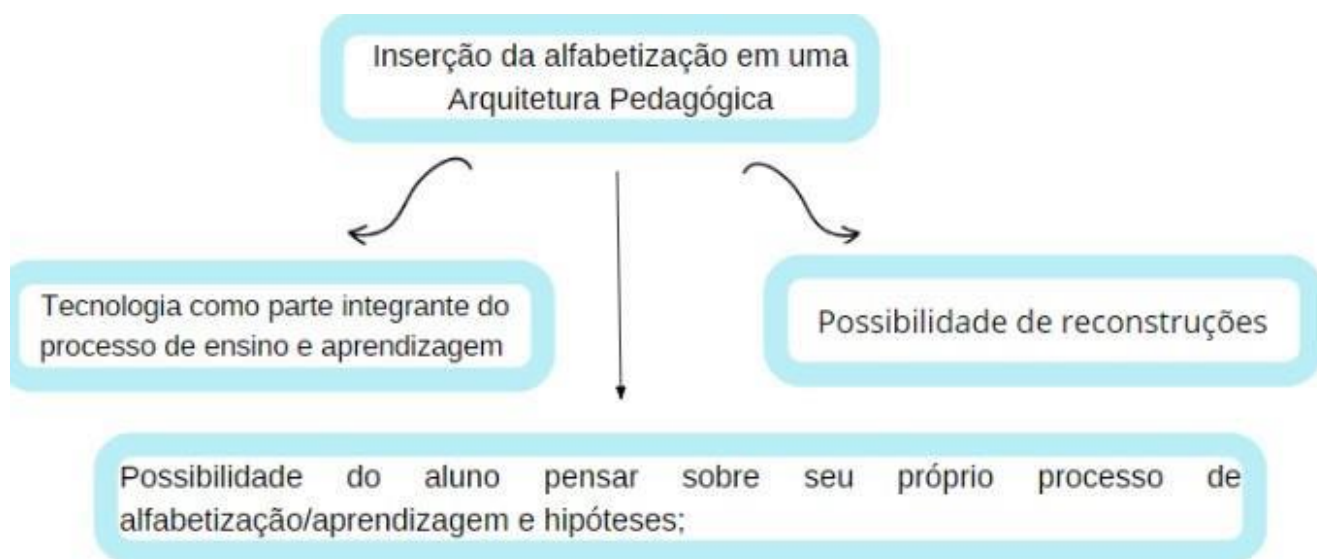 Inserção da alfabetização em uma
Arquitetura Pedagógica
Tecnologia como parte integrante do
processo de ensino e aprendizagem
Possibilidade de reconstruções
Possibilidade do aluno pensar sobre seu próprio processo de
alfabetização/aprendizagem e hipóteses;